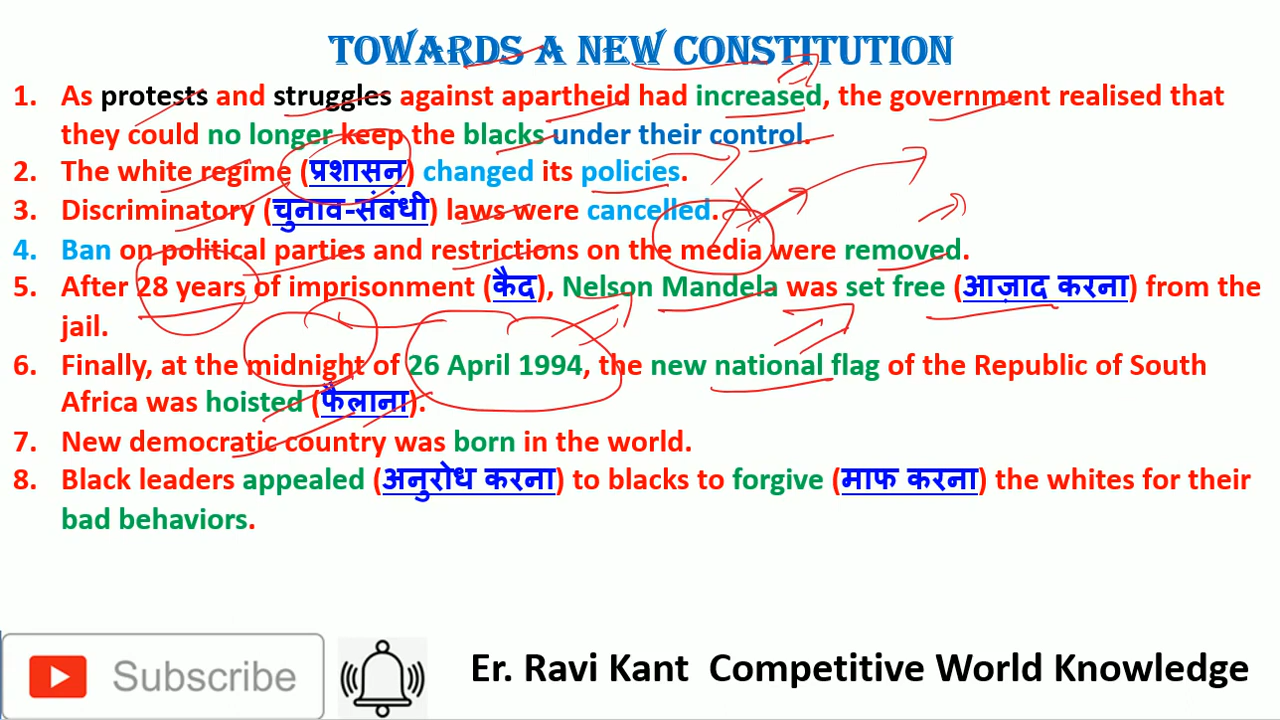 TOWARDS A NEW CONSTITUTION
1. As protests and struggles against apartheid had increased, the government realised that
they could no longer keep the blacks under their control.
2. The white regime (प्रशासन) changed its policies.
3. Discriminatory (चुनाव-संबंधी) laws were cancelled.
4. Ban on political parties and restrictions on the media were removed.
5. After 28 years of imprisonment (कैद), Nelson Mandela was set free (आज़ाद करना) from the
jail.
6. Finally, at the midnight of 26 April 1994, the new national flag of the Republic of South
Africa was hoisted (फैलाना).
7. New democratic country was born in the world.
8. Black leaders appealed (अनुरोध करना) to blacks to forgive (माफ करना) the whites for their
bad behaviors.
Subscribe
Er. Ravi Kant Competitive World Knowledge